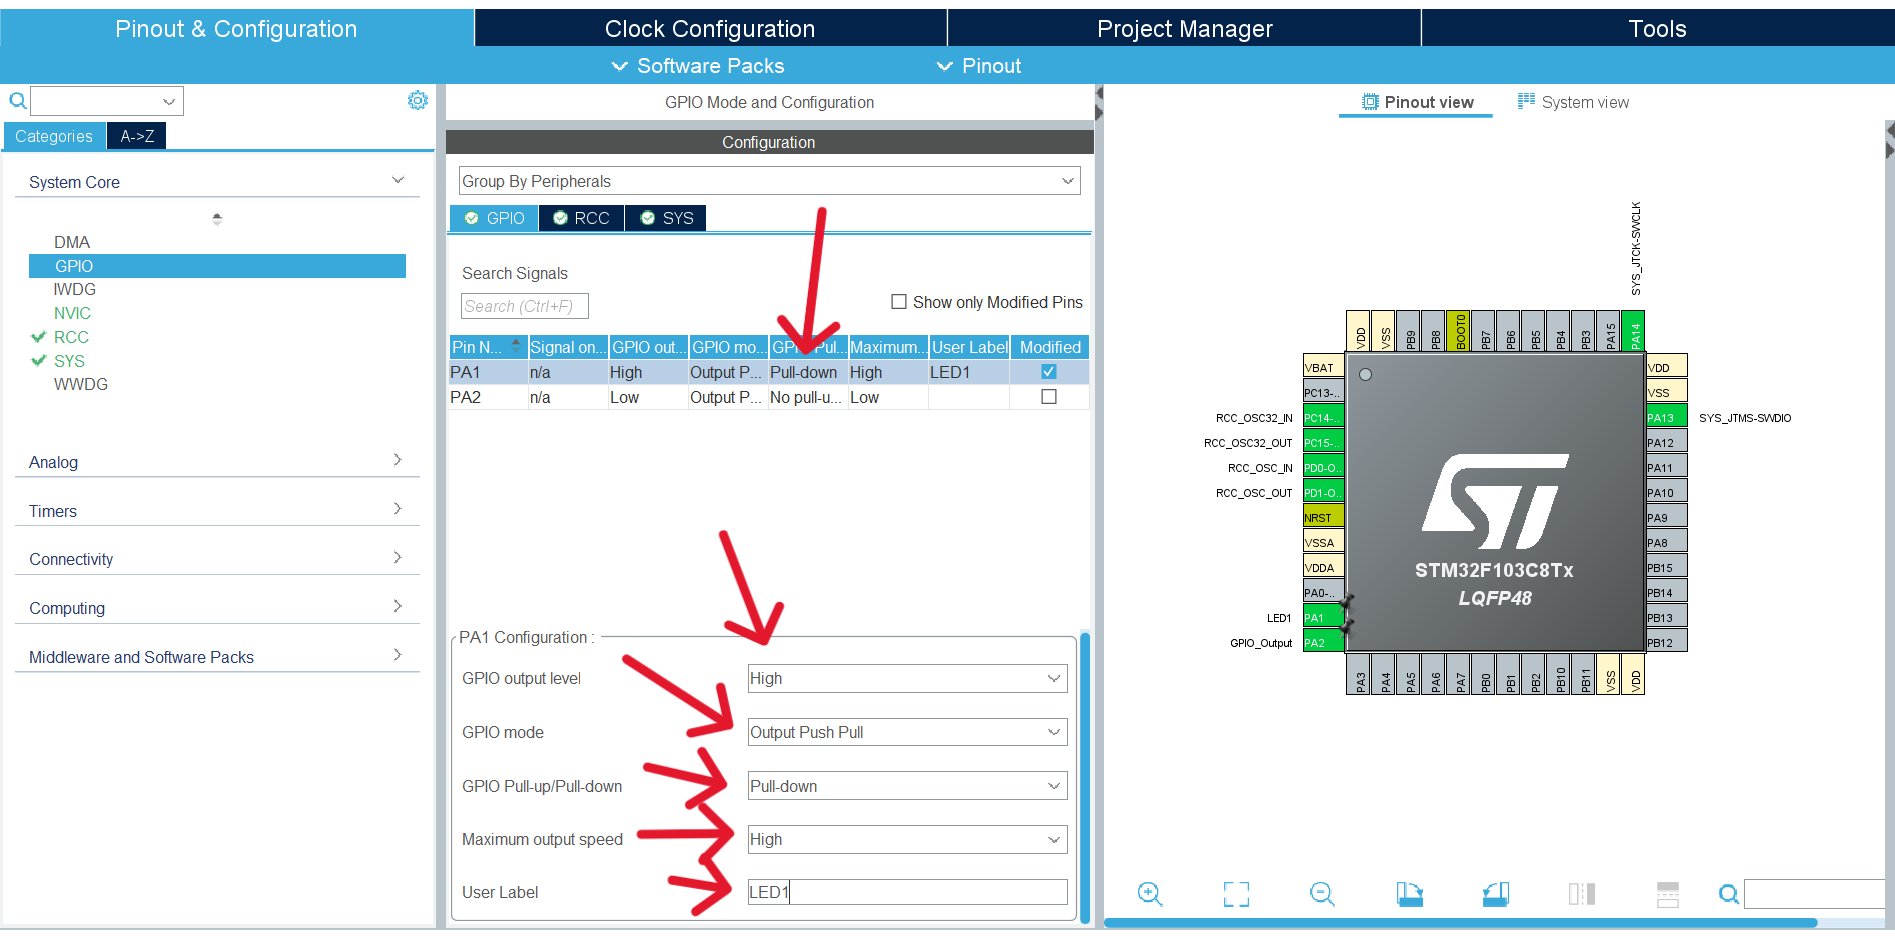 Pinout & Configuration
Clock Configuration
Project Manager
Tools
Software Packs
Pinout
GPIO Mode and Configuration
Pinout view
System view
Categories
A->Z
Configuration
System Core
Group By Peripherals
GPIO
RCC
SYS
DMA
GPIO
IWDG
NVIC
RCC
SYS
WWDG
Search Signals
Search (Ctrl+F)
Show only Modified Pins
Pin N...
Signal on...
GPIO out...
GPIO mo...
Maximum...
User Label
Modified
PA1 n/a High Output P... Pull-down High LED1
PA2 n/a Low Output P... No pull-u... Low
Analog
Timers
Connectivity
Computing
Middleware and Software Packs
PA1 Configuration :
GPIO output level
High
GPIO mode
Output Push Pull
GPIO Pull-up/Pull-down
Pull-down
Maximum output speed
High
User Label
LED1
SYS_JTCK-SWCLK
VDD
VSS
PB9
PB8
BOOT0
PB7
PB6
PB5
PB4
PB3
PA15
PA14
VBAT
PC13-..
RCC_OSC32_IN
PC14-..
RCC_OSC32_OUT
PC15-..
RCC_OSC_IN
PD0-O..
RCC_OSC_OUT
PD1-O..
NRST
VSSA
VDDA
PA0-..
LED1
PA1
GPIO_Output
PA2
ST
STM32F103C8Tx
LQFP48
VDD
VSS
PA13
SYS_JTMS-SWDIO
PA12
PA11
PA10
PA9
PA8
PB15
PB14
PB13
PB12
PA3
PA4
PA5
PA6
PA7
PB0
PB1
PB2
PB10
PB11
VSS
VDD